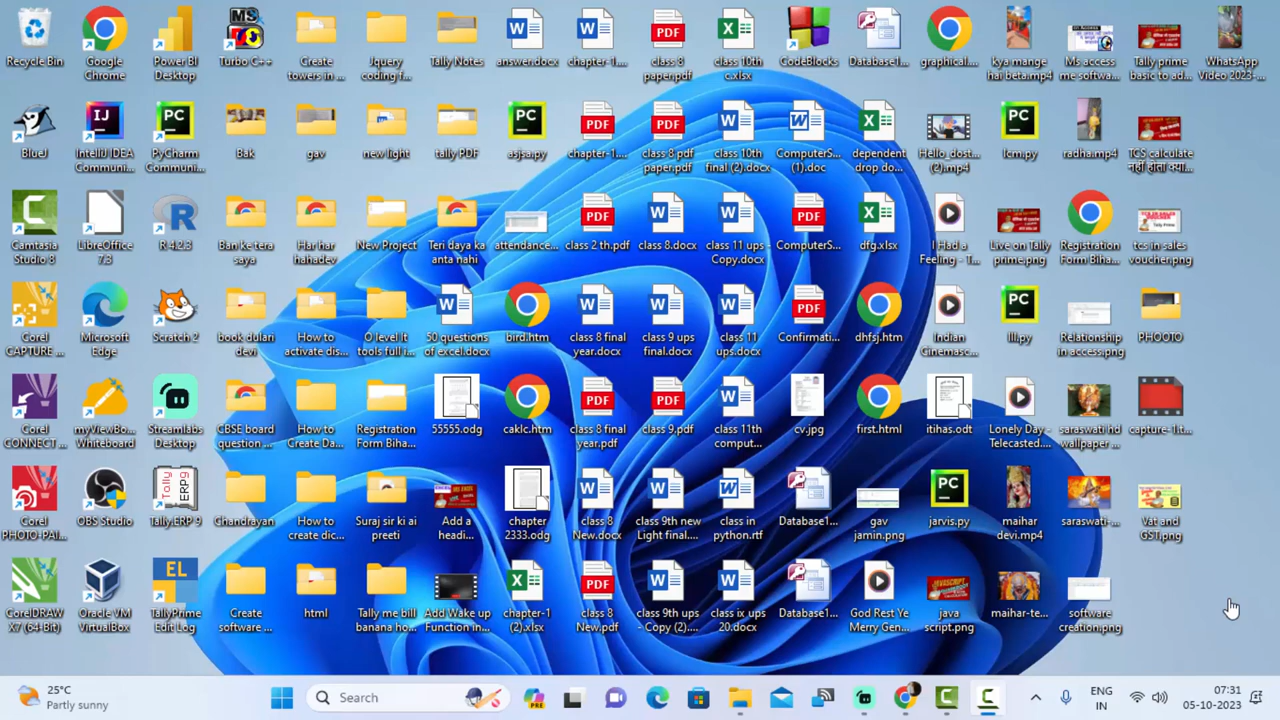 Recycle Bin
Google Chrome
Power BI Desktop
Turbo C++
Create towers in ...
Jquery coding f...
Tally Notes
answer.docx
chapter-1....
class 8 paper.pdf
class 10th c.xlsx
CodeBlocks
Database1...
graphical...
kya mange hai beta.mp4
Ms access me softwa...
Tally prime basic to ad...
WhatsApp Video 2023-...
BlueJ
IntelliJ IDEA Communi...
PyCharm Communi...
Bak
gav
new light
tally PDF
asjsa.py
chapter-1....
class 8 pdf paper.pdf
class 10th final (2).docx
ComputerS... (1).doc
dependent drop do...
Hello_dost... (2).mp4
lcm.py
radha.mp4
TCS calculate नहीं होता क्या...
Camtasia Studio 8
LibreOffice 7.3
R 4.2.3
Ban ke tera saya
Har har hahadev
New Project
Teri daya ka anta nahi
attendance...
class 2 th.pdf
class 8.docx
class 11 ups - Copy.docx
ComputerS...
dfg.xlsx
I Had a Feeling - T...
Live on Tally prime.png
Registration Form Biha...
tcs in sales voucher.png
Corel CAPTURE ...
Microsoft Edge
Scratch 2
book dulari devi
How to activate dis...
O level It tools full i...
50 questions of excel.docx
bird.htm
class 8 final year.docx
class 9 ups final.docx
class 11 ups.docx
Confirmati...
dhfsj.htm
Indian Cinemasc...
lll.py
Relationship in access.png
PHOOTO
Corel CONNECT ...
myViewBo... Whiteboard
Streamlabs Desktop
CBSE board question ...
How to Create Da...
Registration Form Biha...
55555.odg
caklc.htm
class 8 final year.pdf
class 9.pdf
class 11th comput...
cv.jpg
first.html
itihas.odt
Lonely Day - Telecasted....
saraswati hd wallpaper ...
capture-1.t...
Corel PHOTO-PAI...
OBS Studio
Tally.ERP 9
Chandrayan
How to create dic...
Suraj sir ki ai preeti
Add a headi...
chapter 2333.odg
class 8 New.docx
class 9th new Light final....
class in python.rtf
Database1...
gav jamin.png
jarvis.py
maihar devi.mp4
saraswati-...
Vat and GST.png
CorelDRAW X7 (64-Bit)
Oracle VM VirtualBox
TallyPrime Edit Log
Create software ...
html
Tally me bill banana ho...
Add Wake up Function in...
chapter-1 (2).xlsx
class 8 New.pdf
class 9th ups - Copy (2)....
class ix ups 20.docx
Database1...
God Rest Ye Merry Gen...
java script.png
maihar-te...
software creation.png
25°C
Partly sunny
Search
PRE
ENG
IN
07:31
05-10-2023